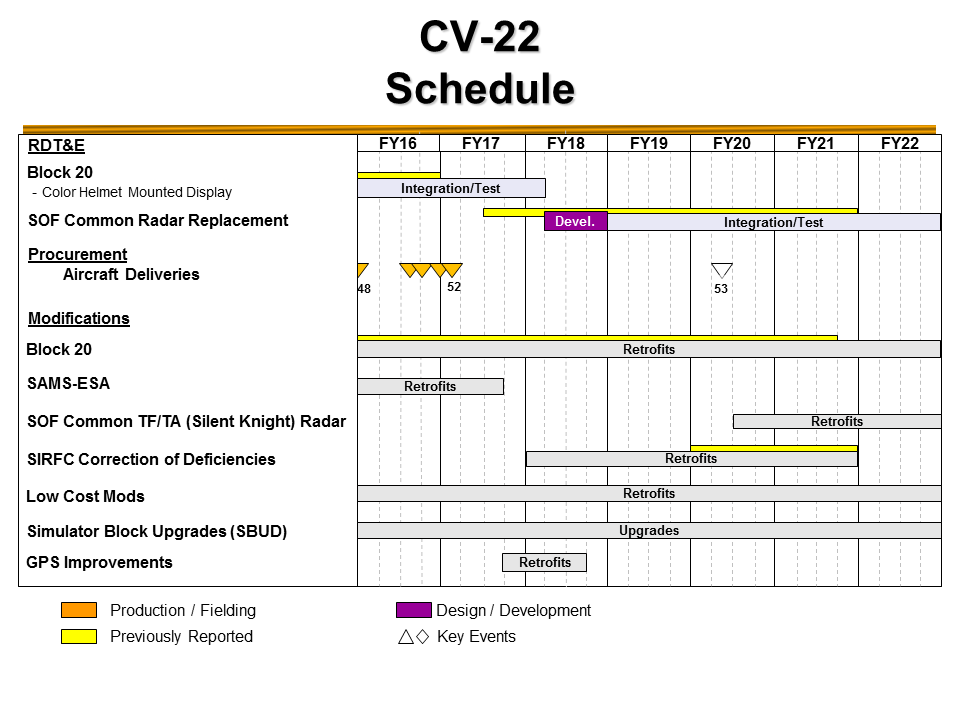 CV-22
Schedule
RDT&E
FY16 FY17 FY18 FY19 FY20 FY21 FY22
Block 20
- Color Helmet Mounted Display
Integration/Test
SOF Common Radar Replacement
Devel.
Integration/Test
Procurement
Aircraft Deliveries
48
52
53
Modifications
Block 20
Retrofits
SAMS-ESA
Retrofits
SOF Common TF/TA (Silent Knight) Radar
Retrofits
SIRFC Correction of Deficiencies
Retrofits
Low Cost Mods
Retrofits
Simulator Block Upgrades (SBUD)
Upgrades
GPS Improvements
Retrofits
Production / Fielding
Design / Development
Previously Reported
Key Events